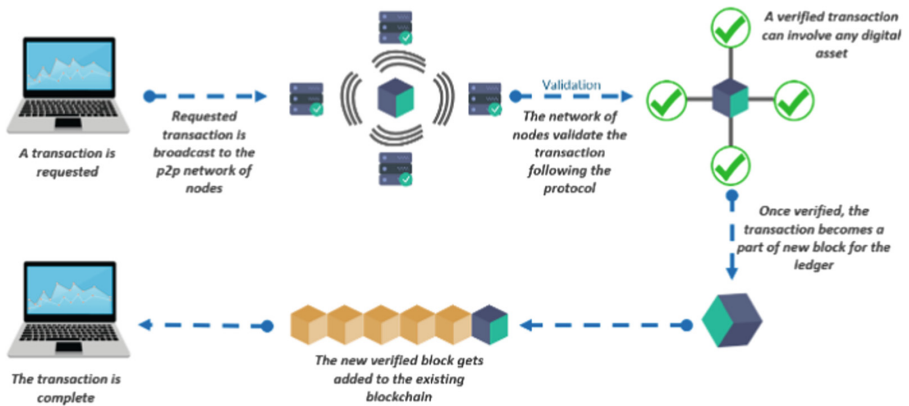 A transaction is
requested
Requested
transaction is
broadcast to the
p2p network of
nodes
Validation
The network of
nodes validate the
transaction
following the
protocol
A verified transaction
can involve any digital
asset
Once verified, the
transaction becomes a
part of new block for the
ledger
The new verified block gets
added to the existing
blockchain
The transaction is
complete